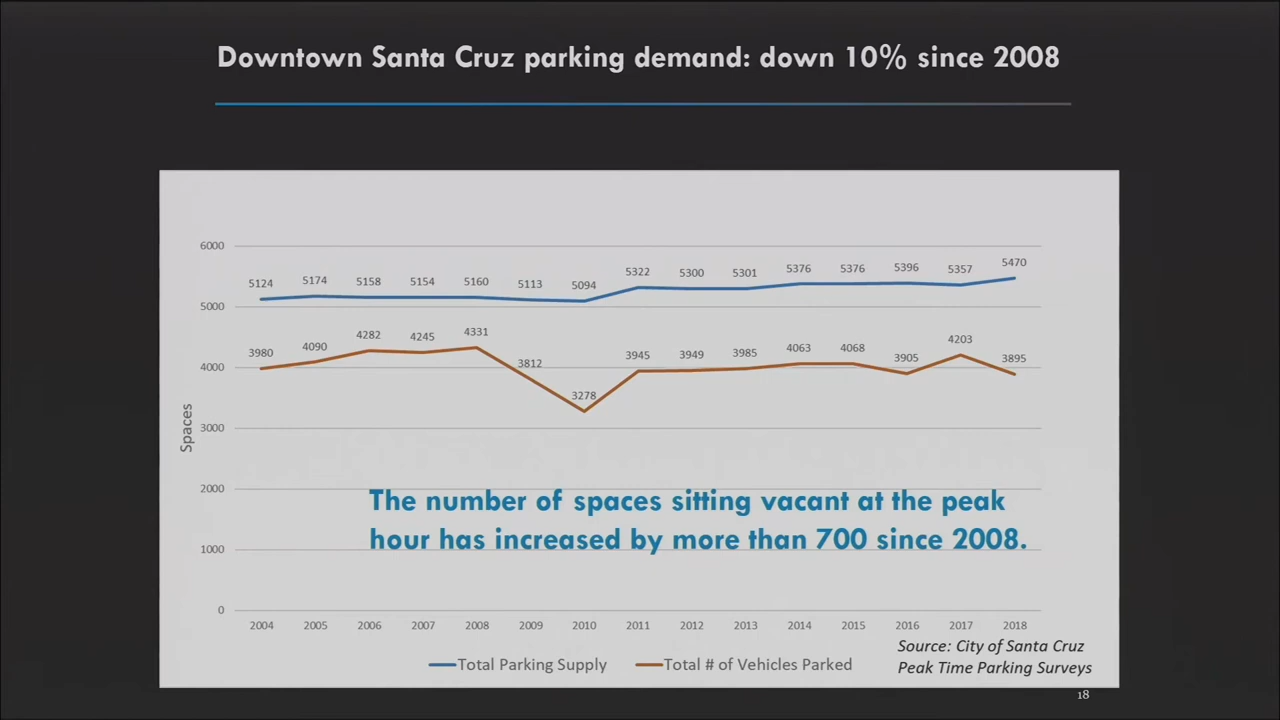 Downtown Santa Cruz parking demand: down 10% since 2008
6000
5124 5174 5158 5154 5160 5113 5094 5322 5300 5301 5376 5376 5396 5357 5470
5000
3980 4090 4282 4245 4331 3812 3278 3945 3949 3985 4063 4068 3905 4203 3895
4000
Spaces
3000
2000
The number of spaces sitting vacant at the peak
hour has increased by more than 700 since 2008.
1000
0
2004 2005 2006 2007 2008 2009 2010 2011 2012 2013 2014 2015 2016 2017 2018
Total Parking Supply Total # of Vehicles Parked
Source: City of Santa Cruz
Peak Time Parking Surveys
18